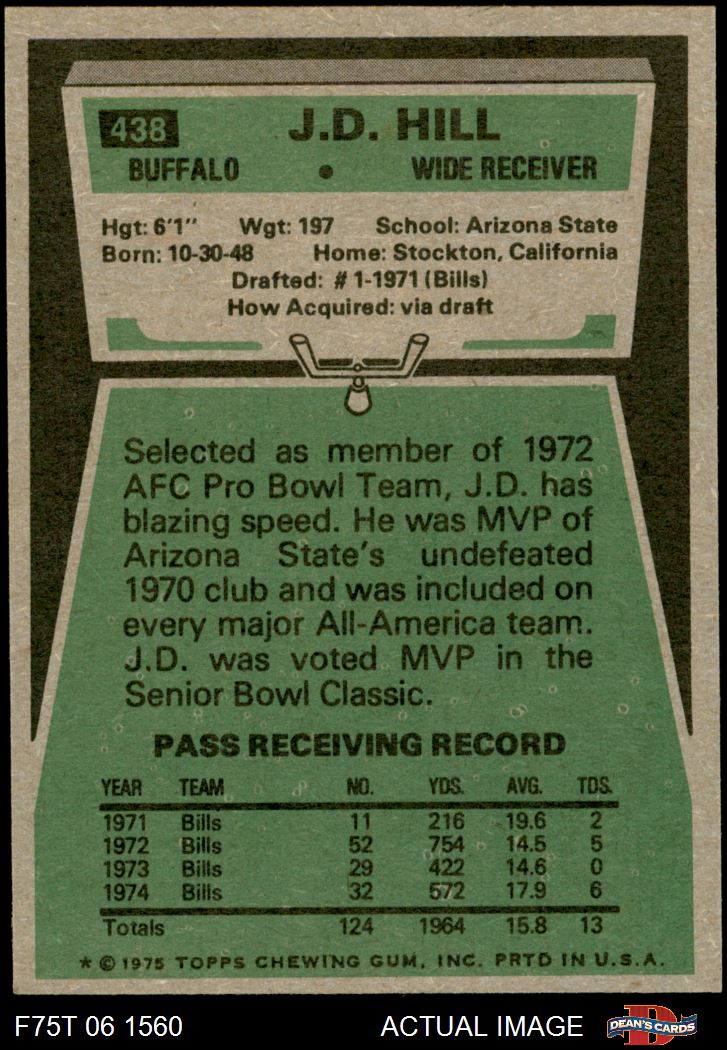 438
J.D. HILL
BUFFALO • WIDE RECEIVER
Hgt: 6'1" Wgt: 197 School: Arizona State
Born: 10-30-48 Home: Stockton, California
Drafted: #1-1971 (Bills)
How Acquired: via draft
Selected as member of 1972
AFC Pro Bowl Team, J.D. has
blazing speed. He was MVP of
Arizona State's undefeated
1970 club and was included on
every major All-America team.
J.D. was voted MVP in the
Senior Bowl Classic.
PASS RECEIVING RECORD
YEAR TEAM NO. YDS. AVG. TDS.
1971 Bills 11 216 19.6 2
1972 Bills 52 754 14.5 5
1973 Bills 29 422 14.6 0
1974 Bills 32 572 17.9 6
Totals 124 1964 15.8 13
* © 1975 TOPPS CHEWING GUM, INC. PRTD IN U.S.A.
F75T 06 1560 ACTUAL IMAGE D DEAN'S CARDS